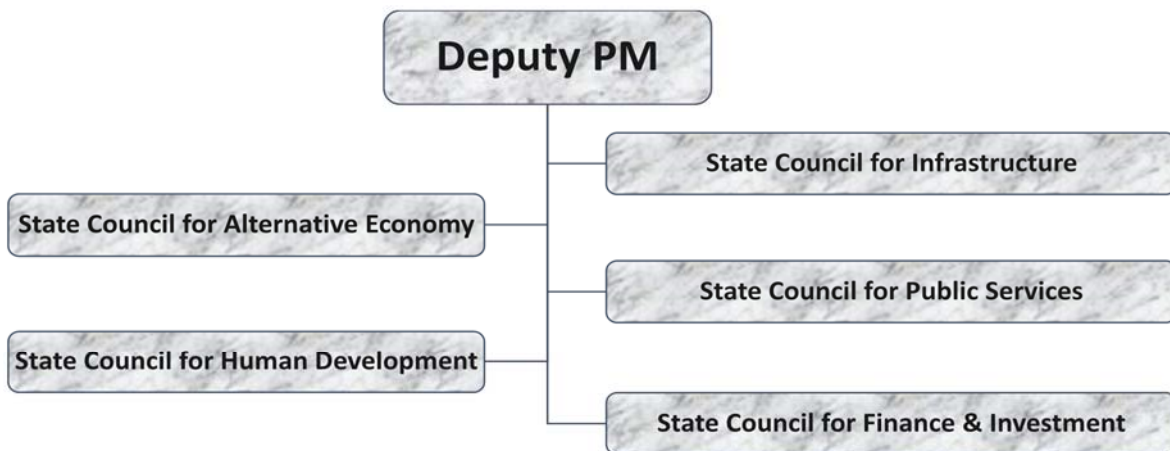 Deputy PM
State Council for Infrastructure
State Council for Alternative Economy
State Council for Public Services
State Council for Human Development
State Council for Finance & Investment